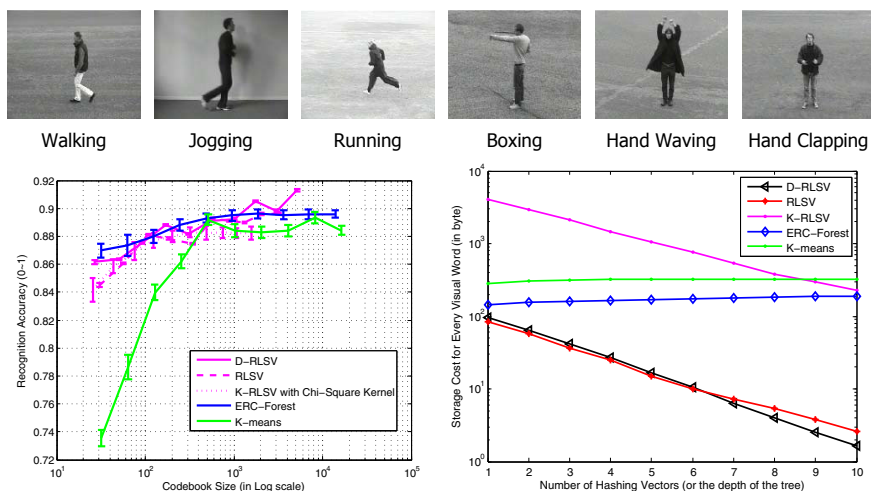 Walking Jogging Running Boxing Hand Waving Hand Clapping
Recognition Accuracy (0−1)
0.92
0.9
0.88
0.86
0.84
0.82
0.8
0.78
0.76
0.74
0.72
10^1 10^2 10^3 10^4 10^5
Codebook Size (in Log scale)
D−RLSV
RLSV
K−RLSV with Chi−Square Kernel
ERC−Forest
K−means
Storage Cost for Every Visual Word (in byte)
10^4
10^3
10^2
10^1
10^0
1 2 3 4 5 6 7 8 9 10
Number of Hashing Vectors (or the depth of the tree)
D−RLSV
RLSV
K−RLSV
ERC−Forest
K−means